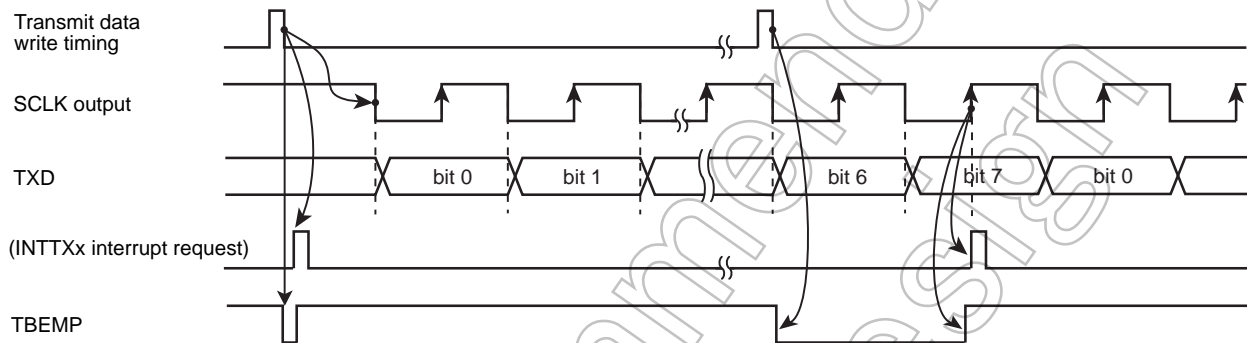 Transmit data
write timing
SCLK output
TXD
bit 0
bit 1
bit 6
bit 7
bit 0
(INTTXx interrupt request)
TBEMP